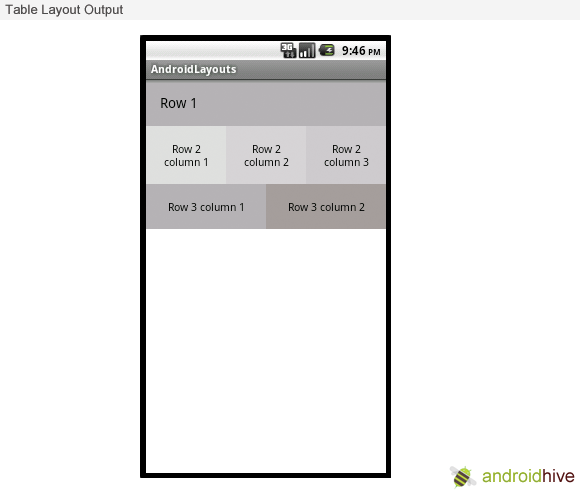 Table Layout Output
3G
9:46 PM
AndroidLayouts
Row 1
Row 2
column 1
Row 2
column 2
Row 2
column 3
Row 3 column 1
Row 3 column 2
androidhive